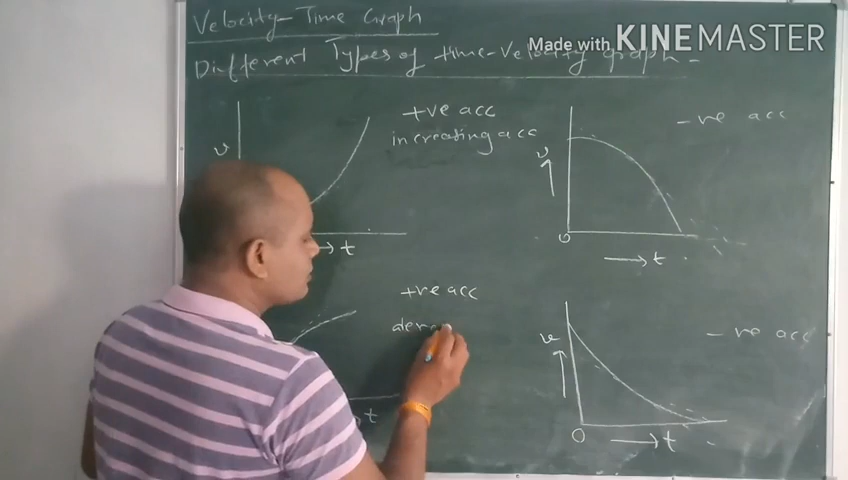 Velocity-Time Graph
Different Types of time-Velocity graph -
Made with KINEMASTER
v
+ve acc
increasing acc
t
v
0
t
-ve acc
+ve acc
t
v
0
t
-ve acc